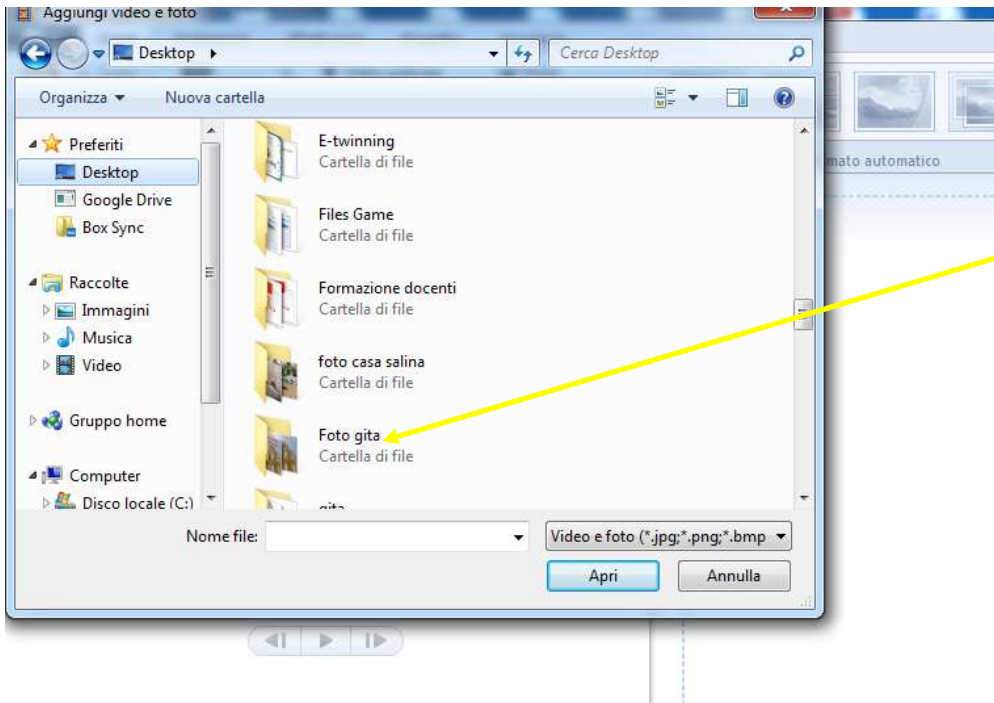 Aggiungi video e foto
Desktop
Cerca Desktop
Organizza
Nuova cartella
Preferiti
Desktop
Google Drive
Box Sync
Raccolte
Immagini
Musica
Video
Gruppo home
Computer
Disco locale (C:)
E-twinning
Cartella di file
Files Game
Cartella di file
Formazione docenti
Cartella di file
foto casa salina
Cartella di file
Foto gita
Cartella di file
gita
Nome file:
Video e foto (*.jpg;*.png;*.bmp
Apri
Annulla
mato automatico